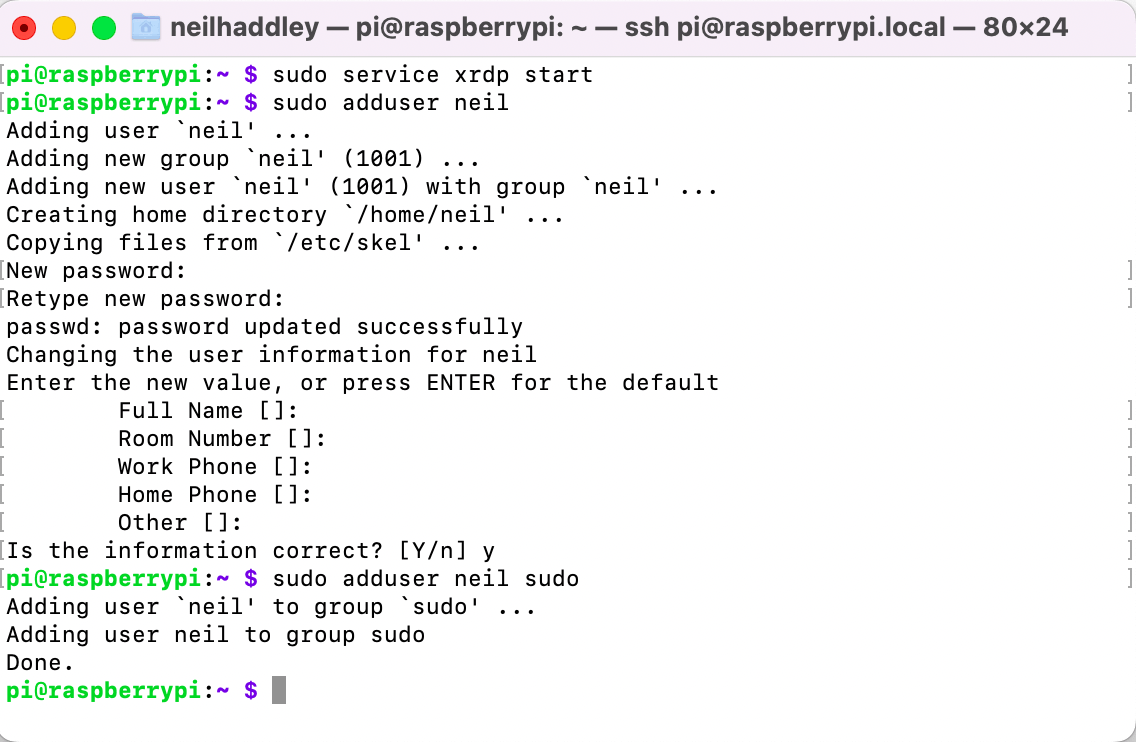 neilhaddley — pi@raspberrypi: ~ — ssh pi@raspberrypi.local — 80×24
[pi@raspberrypi:~ $ sudo service xrdp start ]
[pi@raspberrypi:~ $ sudo adduser neil ]
Adding user `neil' ...
Adding new group `neil' (1001) ...
Adding new user `neil' (1001) with group `neil' ...
Creating home directory `/home/neil' ...
Copying files from `/etc/skel' ...
[New password: ]
[Retype new password: ]
passwd: password updated successfully
Changing the user information for neil
Enter the new value, or press ENTER for the default
[        Full Name []: ]
[        Room Number []: ]
[        Work Phone []: ]
[        Home Phone []: ]
[        Other []: ]
[Is the information correct? [Y/n] y ]
[pi@raspberrypi:~ $ sudo adduser neil sudo ]
Adding user `neil' to group `sudo' ...
Adding user neil to group sudo
Done.
pi@raspberrypi:~ $